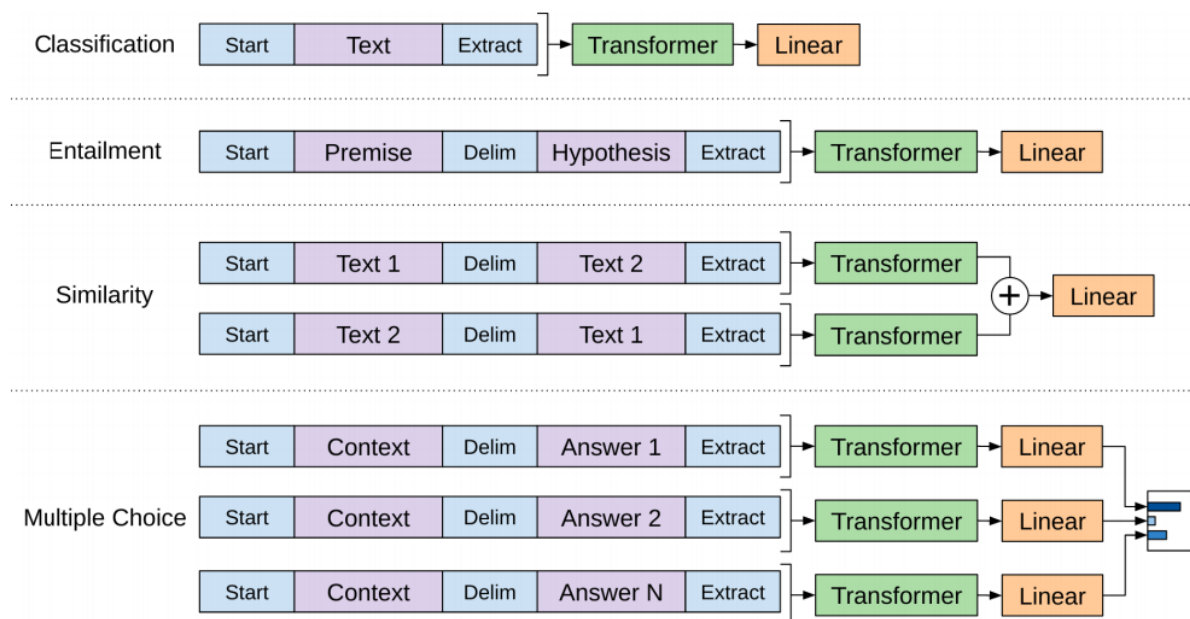 Classification Start Text Extract Transformer Linear
Entailment Start Premise Delim Hypothesis Extract Transformer Linear
Start Text 1 Delim Text 2 Extract Transformer
Similarity + Linear
Start Text 2 Delim Text 1 Extract Transformer
Start Context Delim Answer 1 Extract Transformer Linear
Multiple Choice Start Context Delim Answer 2 Extract Transformer Linear
Start Context Delim Answer N Extract Transformer Linear